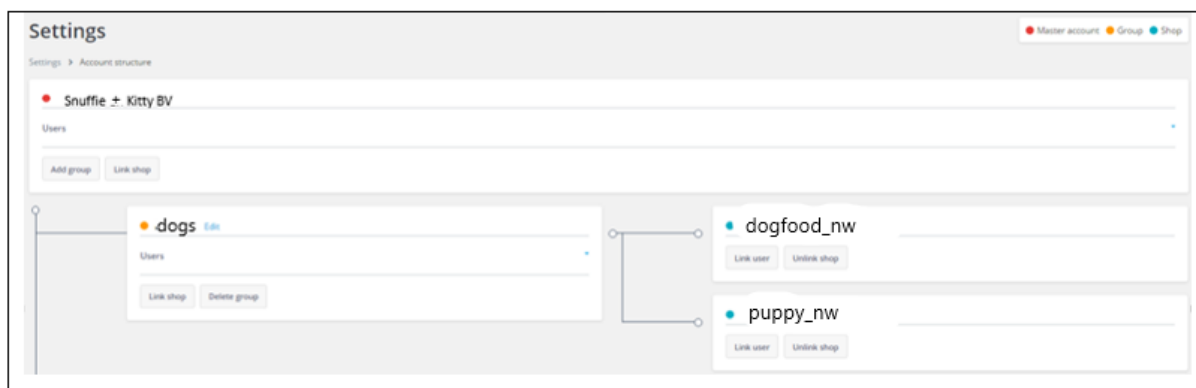 Settings
Master account Group Shop
Settings > Account structure
Snuffie ± Kitty BV
Users
Add group Link shop
dogs Edit
Users
Link shop Delete group
dogfood_nw
Link user Unlink shop
puppy_nw
Link user Unlink shop